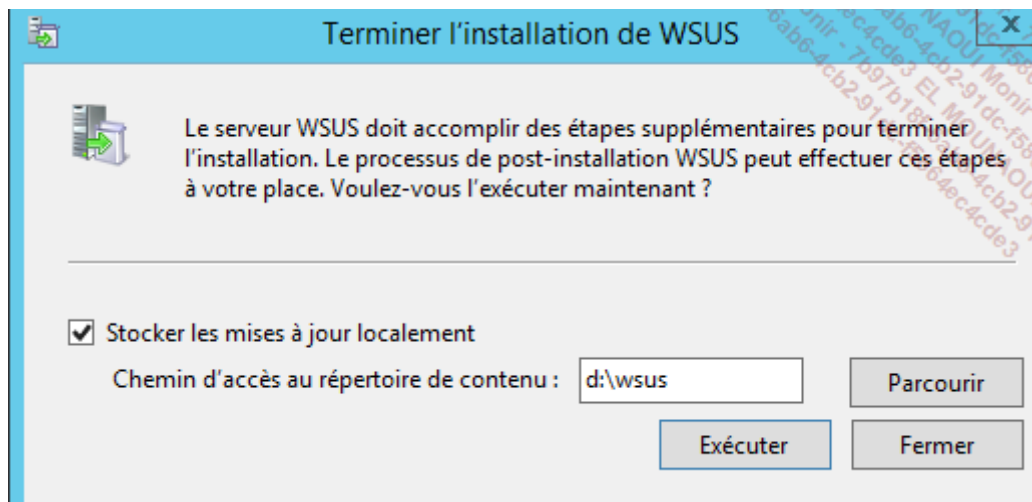 Terminer l'installation de WSUS
x
Le serveur WSUS doit accomplir des étapes supplémentaires pour terminer
l'installation. Le processus de post-installation WSUS peut effectuer ces étapes
à votre place. Voulez-vous l'exécuter maintenant ?
Stocker les mises à jour localement
Chemin d'accès au répertoire de contenu : d:\wsus Parcourir
Exécuter Fermer